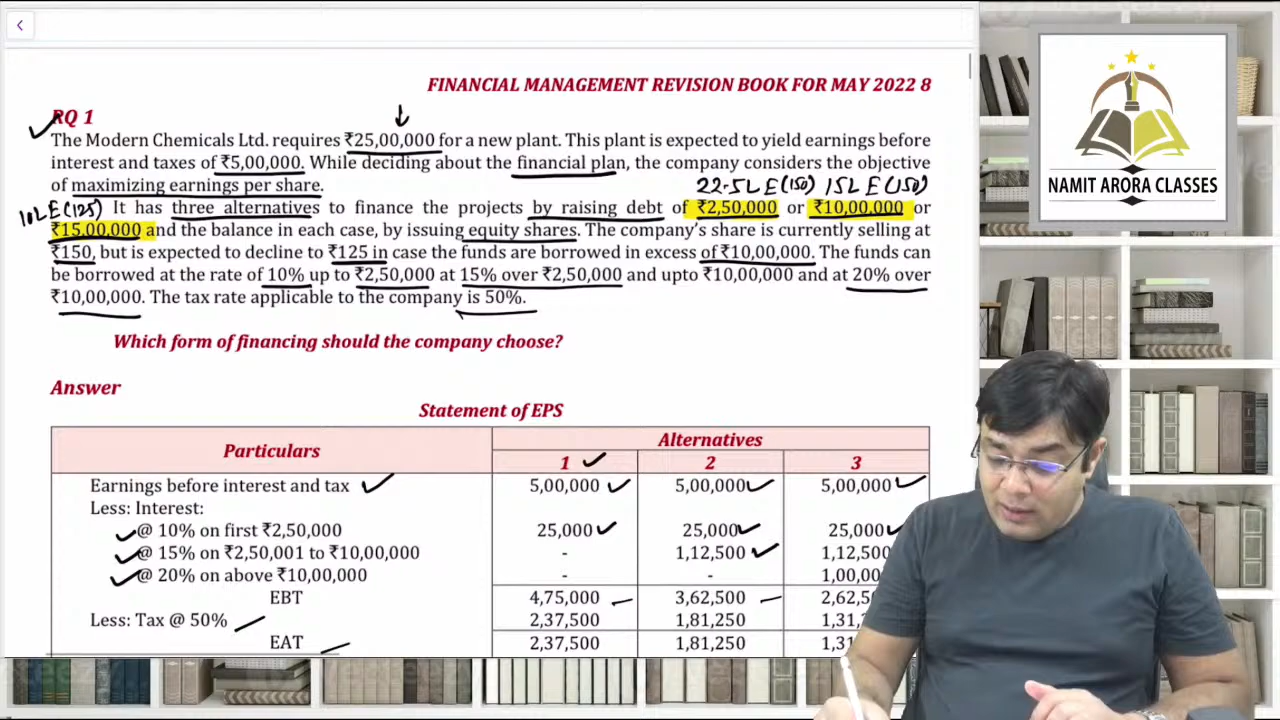 FINANCIAL MANAGEMENT REVISION BOOK FOR MAY 2022 8
RQ 1
The Modern Chemicals Ltd. requires ₹25,00,000 for a new plant. This plant is expected to yield earnings before
interest and taxes of ₹5,00,000. While deciding about the financial plan, the company considers the objective
of maximizing earnings per share.
22.5L E(150) 15L E(150)
10L E(125)
It has three alternatives to finance the projects by raising debt of ₹2,50,000 or ₹10,00,000 or
₹15,00,000 and the balance in each case, by issuing equity shares. The company's share is currently selling at
₹150, but is expected to decline to ₹125 in case the funds are borrowed in excess of ₹10,00,000. The funds can
be borrowed at the rate of 10% up to ₹2,50,000 at 15% over ₹2,50,000 and upto ₹10,00,000 and at 20% over
₹10,00,000. The tax rate applicable to the company is 50%.
Which form of financing should the company choose?
Answer
Statement of EPS
Particulars Alternatives
1 2 3
Earnings before interest and tax 5,00,000 5,00,000 5,00,000
Less: Interest:
@ 10% on first ₹2,50,000 25,000 25,000 25,000
@ 15% on ₹2,50,001 to ₹10,00,000 - 1,12,500 1,12,500
@ 20% on above ₹10,00,000 - - 1,00,00
EBT 4,75,000 3,62,500 2,62,5
Less: Tax @ 50% 2,37,500 1,81,250 1,31,
EAT 2,37,500 1,81,250 1,31
NAMIT ARORA CLASSES